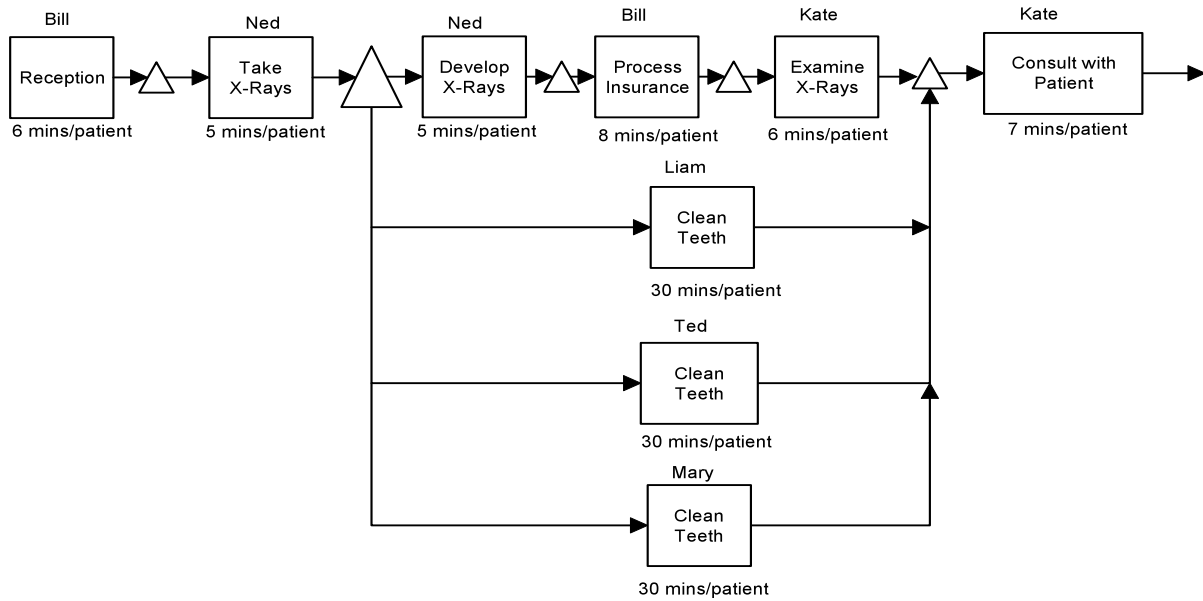 Bill
Ned
Ned
Bill
Kate
Kate
Reception
Take
X-Rays
Develop
X-Rays
Process
Insurance
Examine
X-Rays
Consult with
Patient
6 mins/patient
5 mins/patient
5 mins/patient
8 mins/patient
6 mins/patient
7 mins/patient
Liam
Clean
Teeth
30 mins/patient
Ted
Clean
Teeth
30 mins/patient
Mary
Clean
Teeth
30 mins/patient